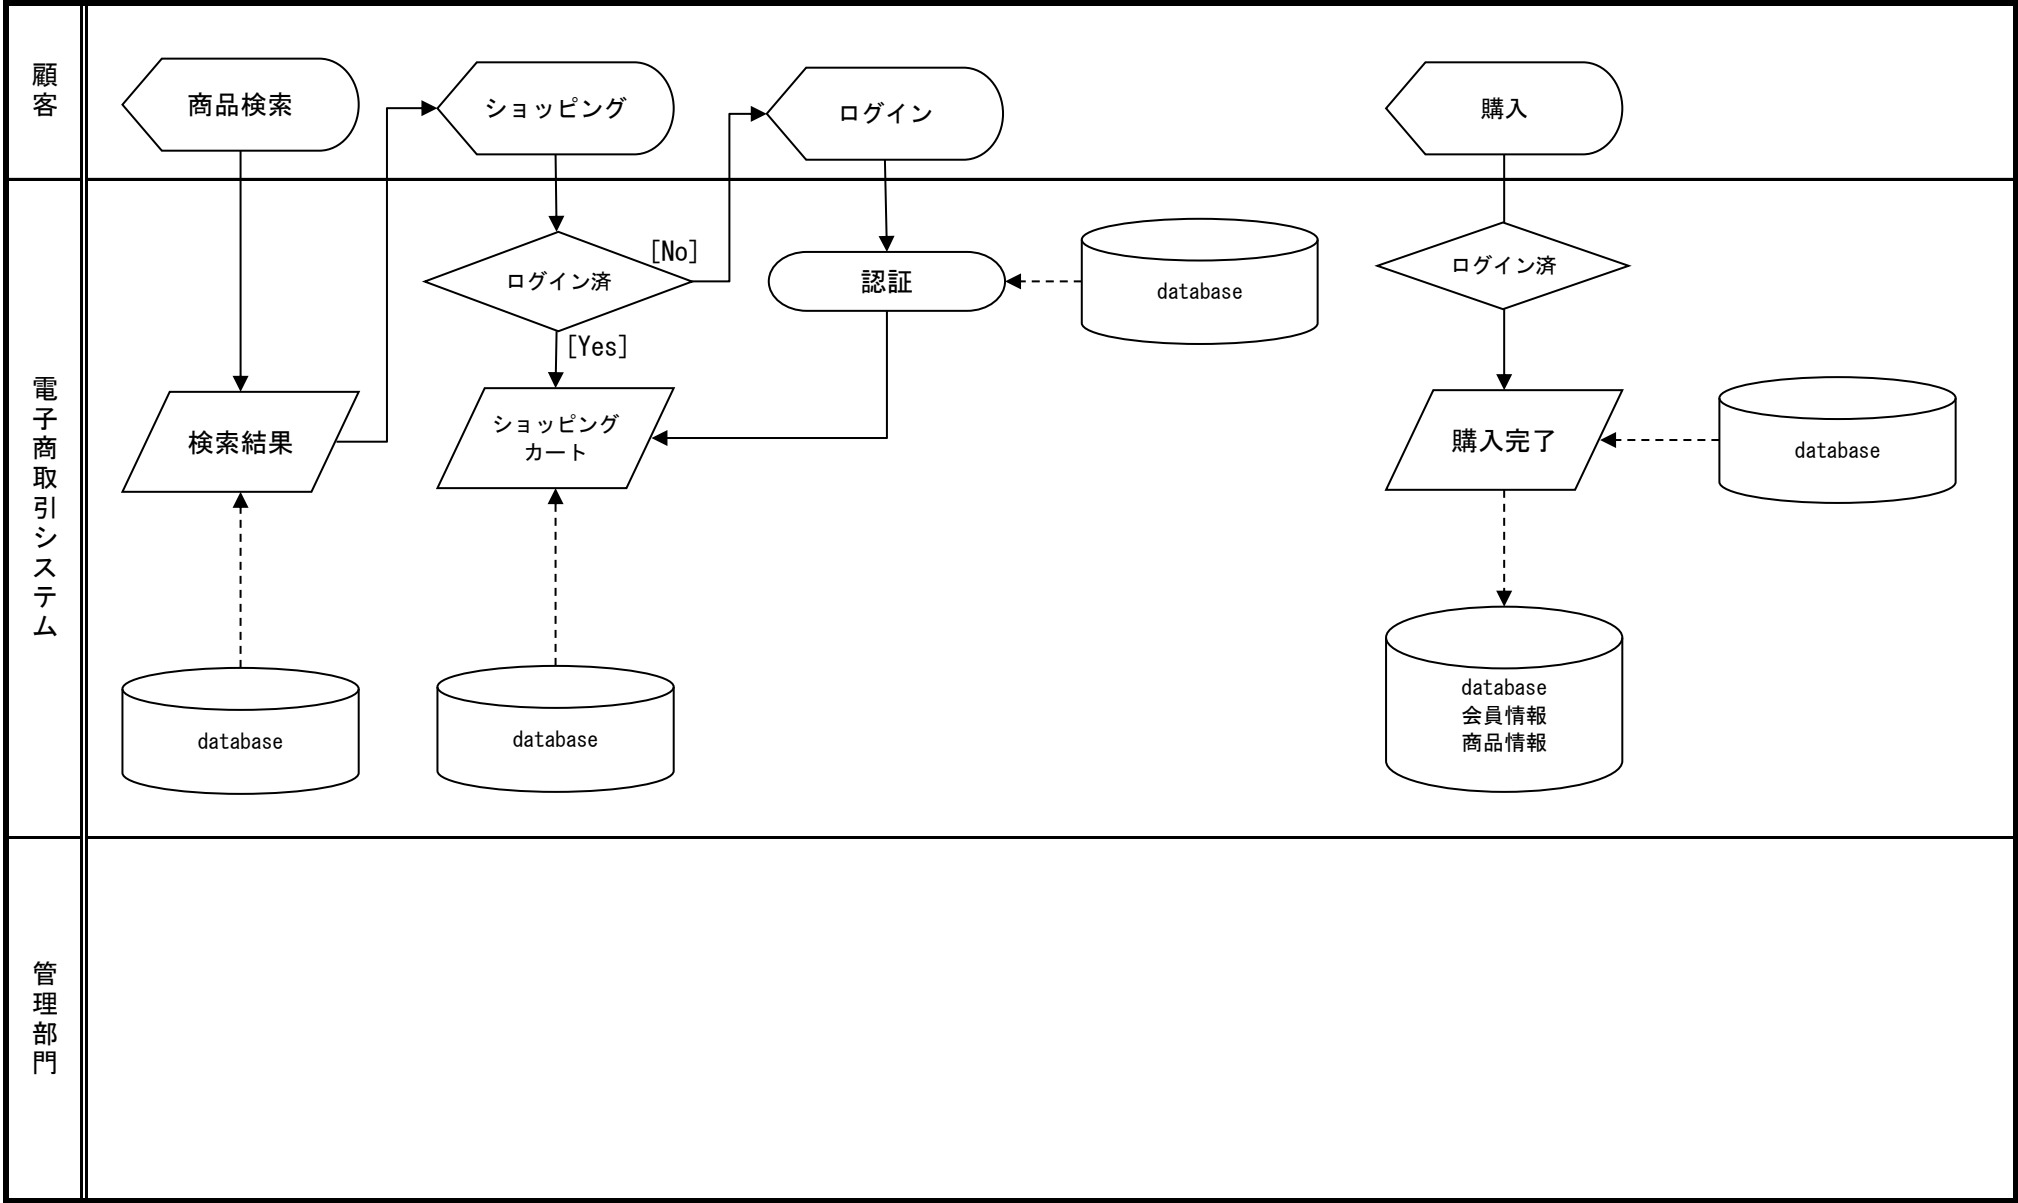 顧客
商品検索
ショッピング
ログイン
購入
電子商取引システム
[No]
ログイン済
認証
database
ログイン済
[Yes]
検索結果
ショッピング
カート
購入完了
database
database
database
database
会員情報
商品情報
管理部門